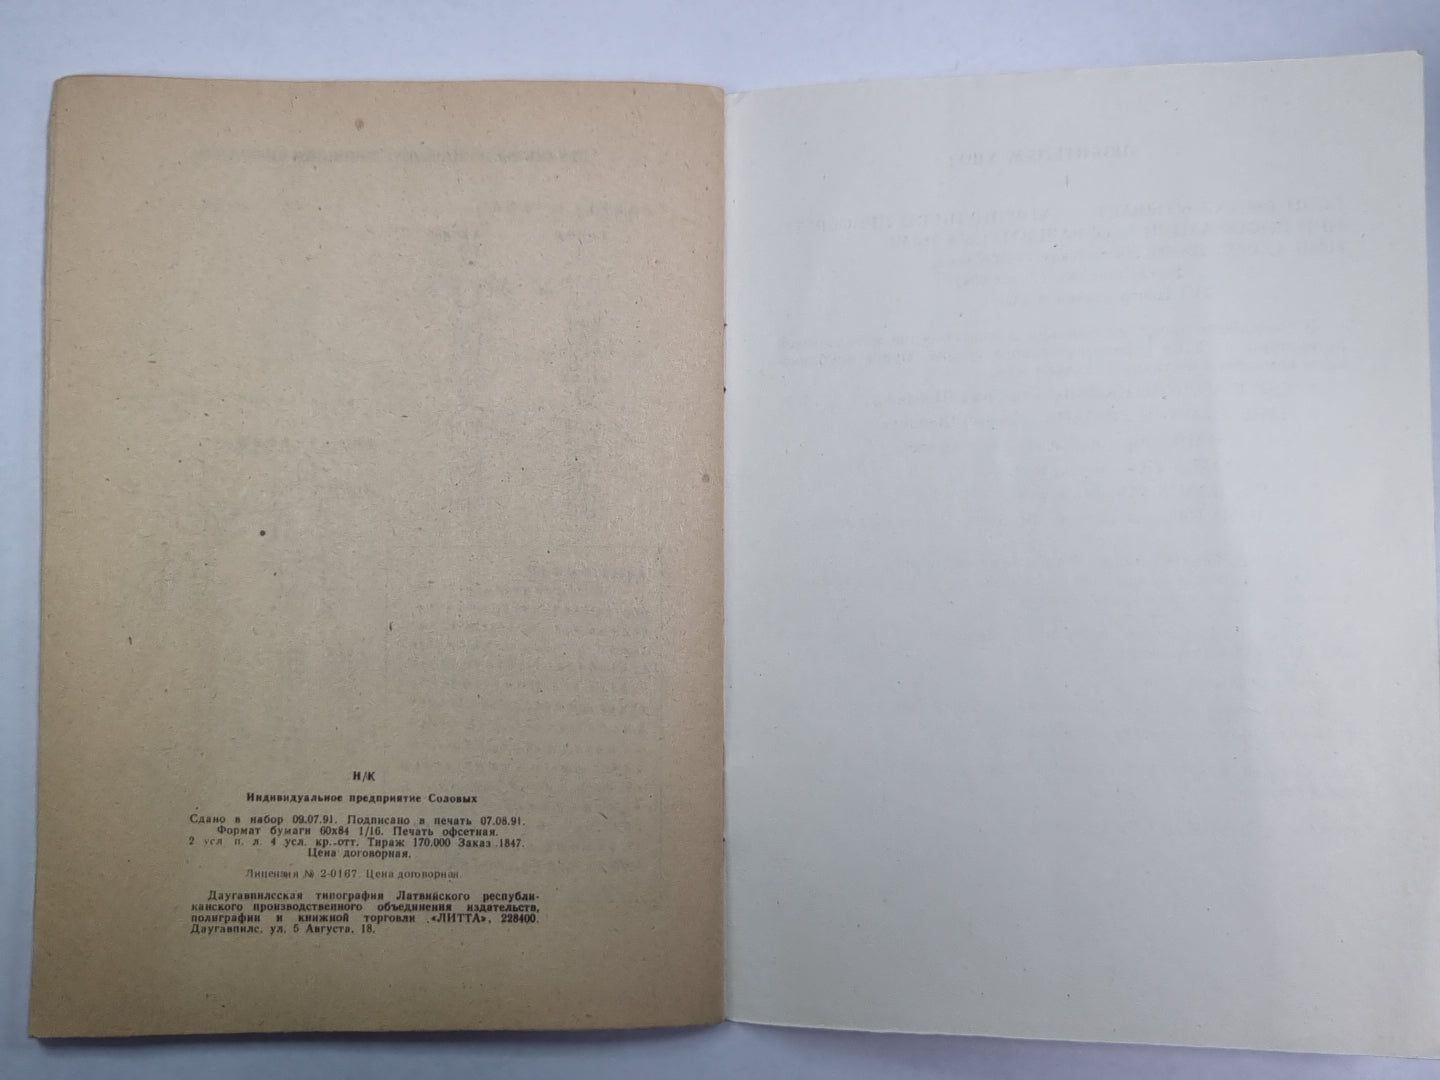 Н/К
Индивидуальное предприятие Соловых
Сдано в набор 09.07.91. Подписано в печать 07.08.91.
Формат бумаги 60х84 1/16. Печать офсетная.
2 усл. п. л. 4 усл. кр.-отт. Тираж 170.000 Заказ 1847.
Цена договорная.
Лицензия № 2-0167. Цена договорная.
Даугавпилсская типография Латвийского республи-
канского производственного объединения издательств,
полиграфии и книжной торговли «ЛИТТА», 228400.
Даугавпилс, ул. 5 Августа, 18.